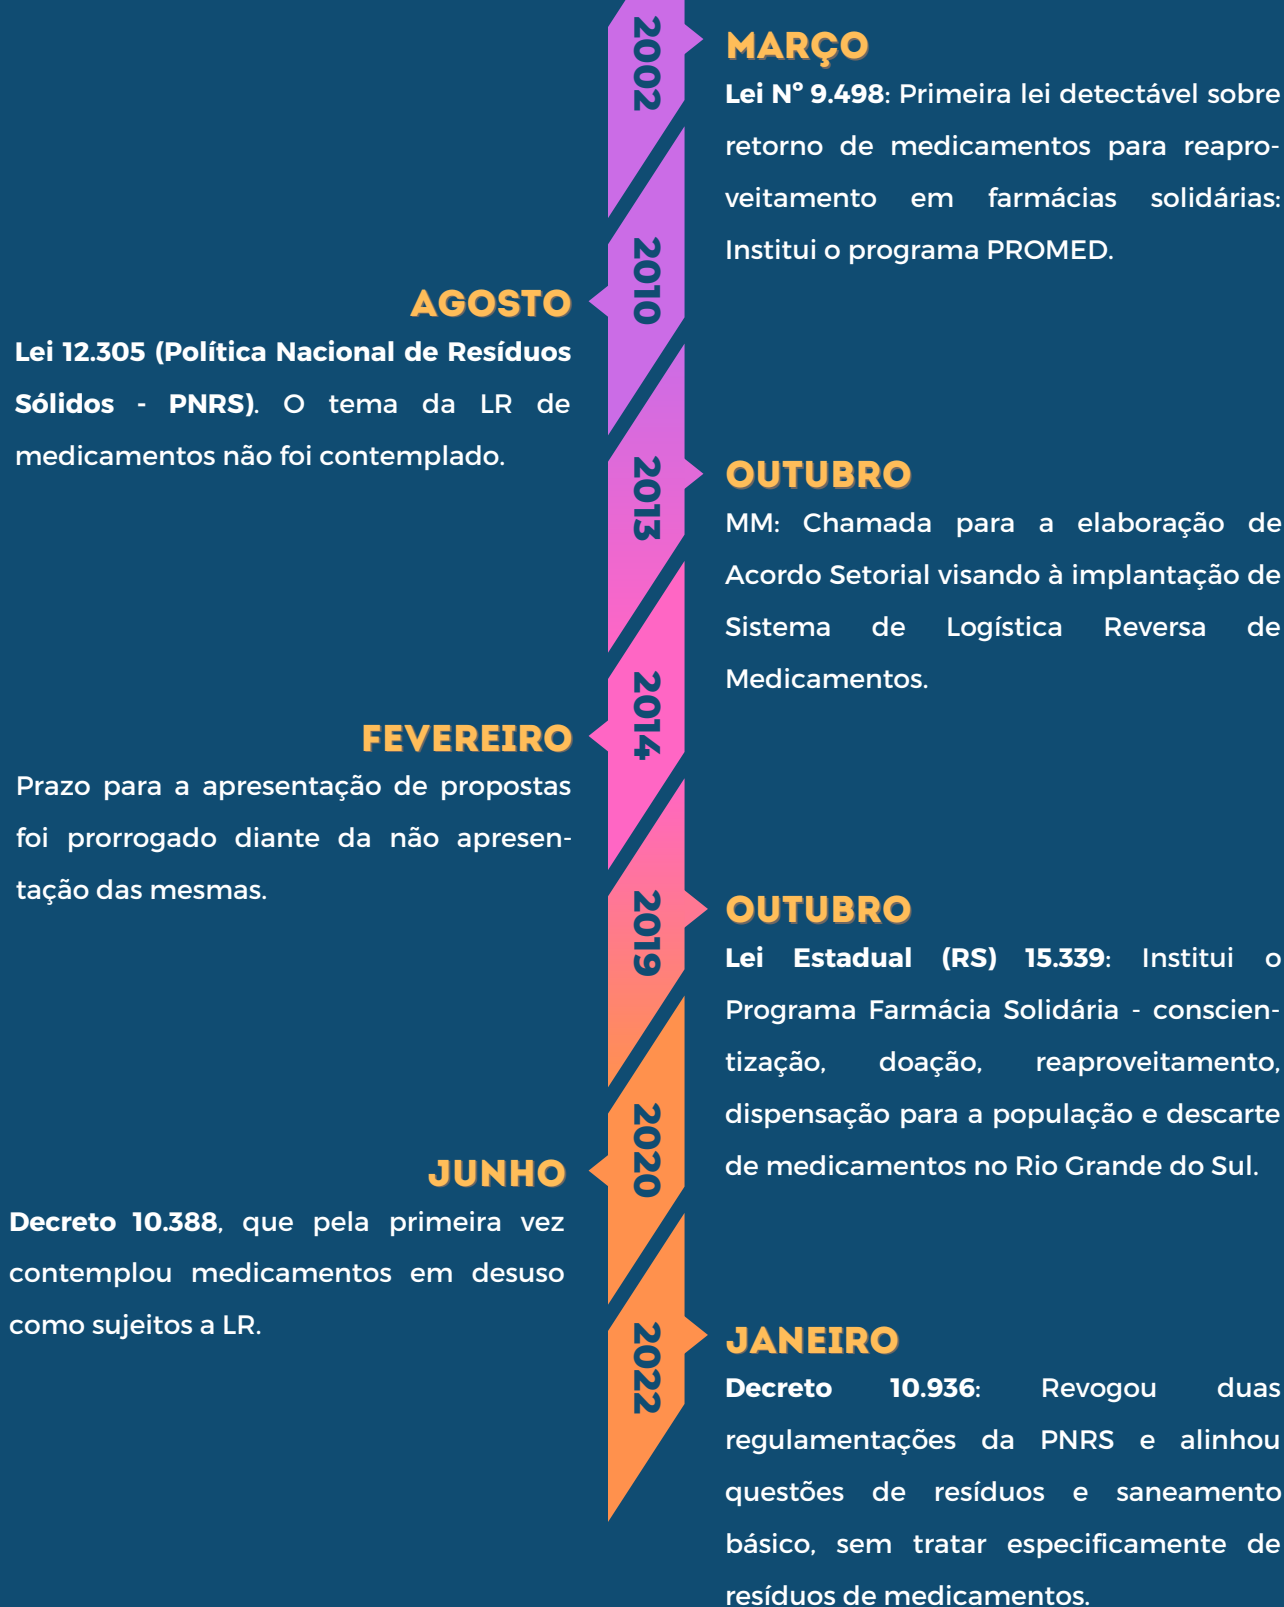 2002
MARÇO
Lei Nº 9.498: Primeira lei detectável sobre
retorno de medicamentos para reapro-
veitamento em farmácias solidárias:
Institui o programa PROMED.
2010
AGOSTO
Lei 12.305 (Política Nacional de Resíduos
Sólidos - PNRS). O tema da LR de
medicamentos não foi contemplado.
2013
OUTUBRO
MM: Chamada para a elaboração de
Acordo Setorial visando à implantação de
Sistema de Logística Reversa de
Medicamentos.
2014
FEVEREIRO
Prazo para a apresentação de propostas
foi prorrogado diante da não apresen-
tação das mesmas.
2019
OUTUBRO
Lei Estadual (RS) 15.339: Institui o
Programa Farmácia Solidária - conscien-
tização, doação, reaproveitamento,
dispensação para a população e descarte
de medicamentos no Rio Grande do Sul.
2020
JUNHO
Decreto 10.388, que pela primeira vez
contemplou medicamentos em desuso
como sujeitos a LR.
2022
JANEIRO
Decreto 10.936: Revogou duas
regulamentações da PNRS e alinhou
questões de resíduos e saneamento
básico, sem tratar especificamente de
resíduos de medicamentos.